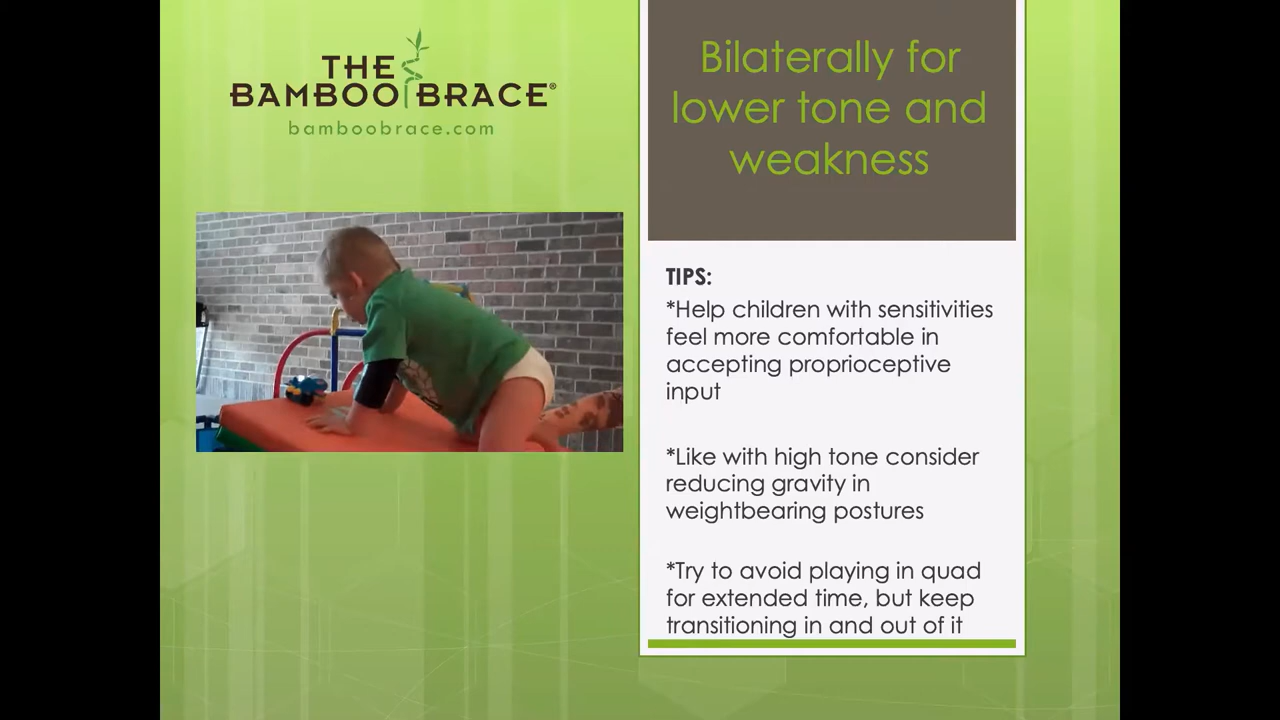 THE
BAMBOO BRACE®
bamboobrace.com
Bilaterally for
lower tone and
weakness
TIPS:
*Help children with sensitivities
feel more comfortable in
accepting proprioceptive
input
*Like with high tone consider
reducing gravity in
weightbearing postures
*Try to avoid playing in quad
for extended time, but keep
transitioning in and out of it